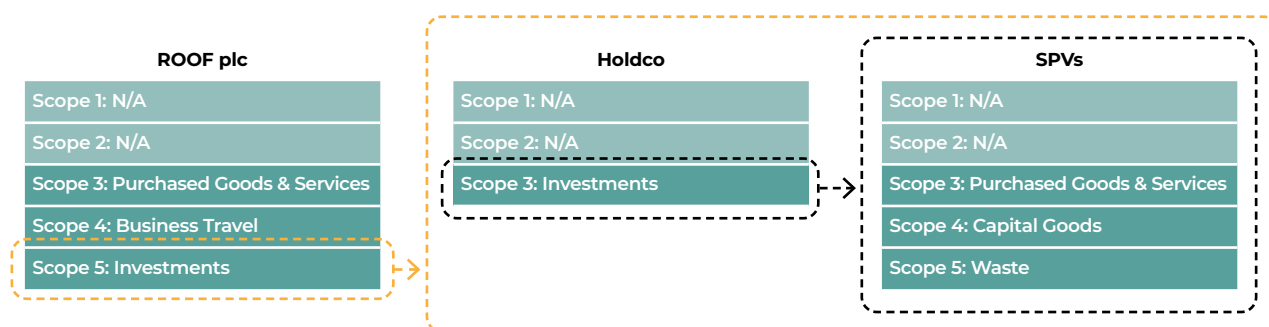 ROOF plc
Scope 1: N/A
Scope 2: N/A
Scope 3: Purchased Goods & Services
Scope 4: Business Travel
Scope 5: Investments
Holdco
Scope 1: N/A
Scope 2: N/A
Scope 3: Investments
SPVs
Scope 1: N/A
Scope 2: N/A
Scope 3: Purchased Goods & Services
Scope 4: Capital Goods
Scope 5: Waste